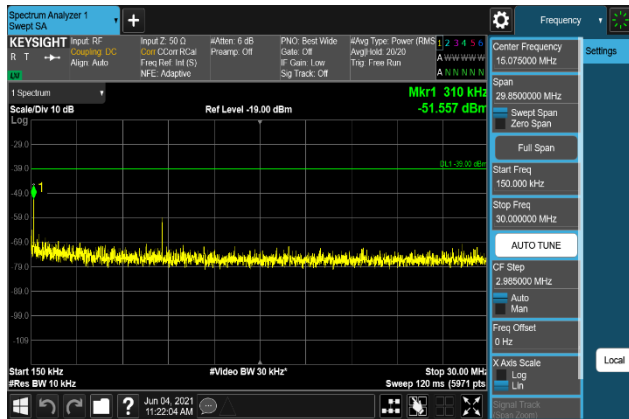 Spectrum Analyzer 1
Swept SA
+
Frequency
KEYSIGHT
R T
Input: RF
Coupling: DC
Align: Auto
Input Z: 50 Ω
Corr CCorr RCal
Freq Ref: Int (S)
NFE: Adaptive
#Atten: 6 dB
Preamp: Off
PNO: Best Wide
Gate: Off
IF Gain: Low
Sig Track: Off
#Avg Type: Power (RMS
Avg|Hold: 20/20
Trig: Free Run
1 2 3 4 5 6
A W W W W W
A N N N N N
1 Spectrum
Scale/Div 10 dB
Log
Ref Level -19.00 dBm
Mkr1 310 kHz
-51.557 dBm
-29.0
-39.0
-49.0
-59.0
-69.0
-79.0
-89.0
-99.0
-109
DL1 -39.00 dBm
1
Start 150 kHz
#Res BW 10 kHz
#Video BW 30 kHz*
Stop 30.00 MHz
Sweep 120 ms (5971 pts
Jun 04, 2021
11:22:04 AM
?
Center Frequency
15.075000 MHz
Span
29.8500000 MHz
Swept Span
Zero Span
Full Span
Start Freq
150.000 kHz
Stop Freq
30.000000 MHz
AUTO TUNE
CF Step
2.985000 MHz
Auto
Man
Freq Offset
0 Hz
X Axis Scale
Log
Lin
Signal Track
(Span Zoom)
Settings
Local